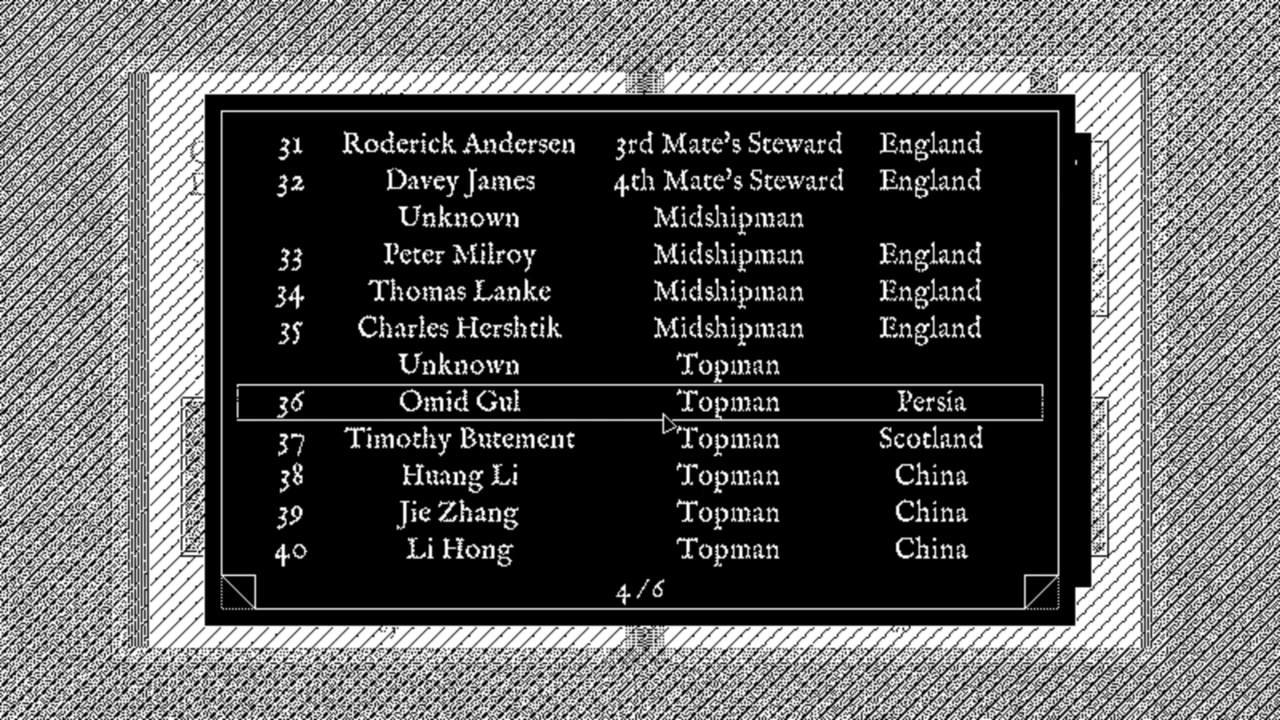 31 Roderick Andersen 3rd Mate's Steward England
32 Davey James 4th Mate's Steward England
Unknown Midshipman
33 Peter Milroy Midshipman England
34 Thomas Lanke Midshipman England
35 Charles Hershtik Midshipman England
Unknown Topman
36 Omid Gul Topman Persia
37 Timothy Butement Topman Scotland
38 Huang Li Topman China
39 Jie Zhang Topman China
40 Li Hong Topman China
4/6